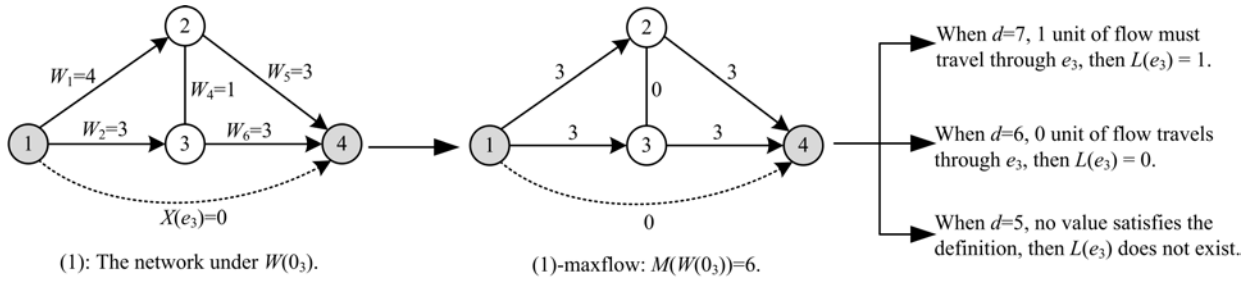 2
W₁=4
W₅=3
W₄=1
1
W₂=3
3
W₆=3
4
X(e₃)=0
(1): The network under W(0₃).
2
3
3
0
1
3
3
3
4
0
(1)-maxflow: M(W(0₃))=6.
When d=7, 1 unit of flow must
travel through e₃, then L(e₃) = 1.
When d=6, 0 unit of flow travels
through e₃, then L(e₃) = 0.
When d=5, no value satisfies the
definition, then L(e₃) does not exist.